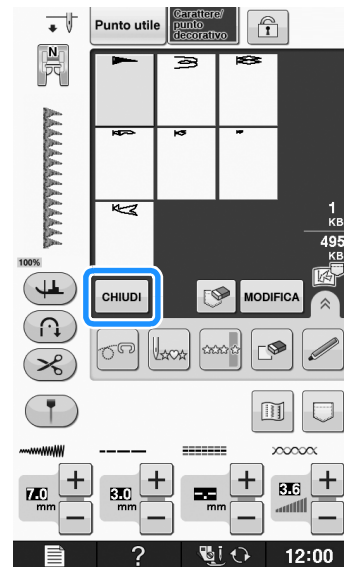 Punto utile
Carattere/
punto
decorativo
N
1
KB
495
KB
100%
CHIUDI
MODIFICA
7.0
mm
3.0
mm
mm
3.6
?
12:00